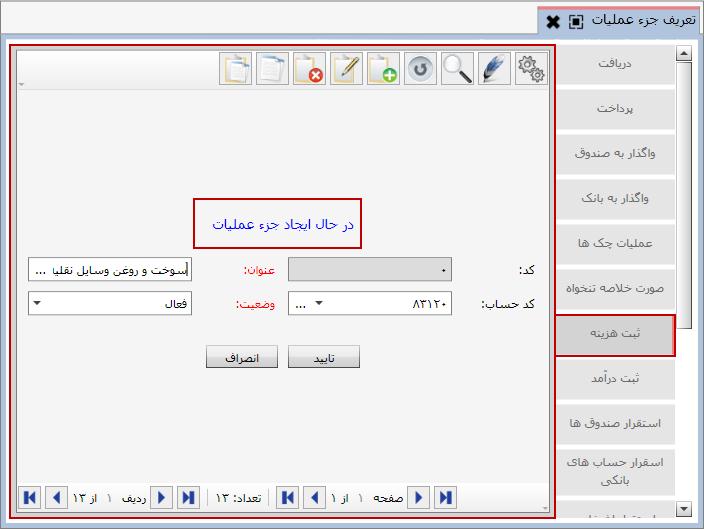 تعریف جزء عملیات
دریافت
پرداخت
واگذار به صندوق
واگذار به بانک
عملیات چک ها
صورت خلاصه تنخواه
ثبت هزینه
ثبت درآمد
استقرار صندوق ها
اسقرار حساب های
بانکی
در حال ایجاد جزء عملیات
کد: ۰ عنوان: سوخت و روغن وسایل نقلیه ...
کد حساب: ۸۳۱۲۰ ... وضعیت: فعال
تایید انصراف
صفحه ۱ از ۱ تعداد: ۱۳ ردیف ۱ از ۱۳